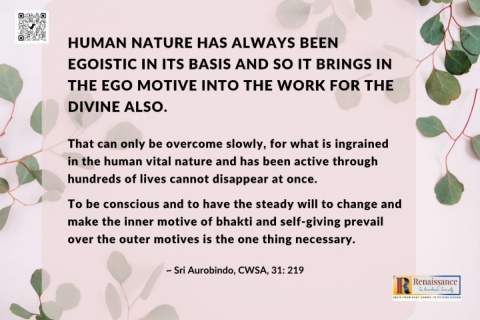 HUMAN NATURE HAS ALWAYS BEEN
EGOISTIC IN ITS BASIS AND SO IT BRINGS IN
THE EGO MOTIVE INTO THE WORK FOR THE
DIVINE ALSO.
That can only be overcome slowly, for what is ingrained
in the human vital nature and has been active through
hundreds of lives cannot disappear at once.
To be conscious and to have the steady will to change and
make the inner motive of bhakti and self-giving prevail
over the outer motives is the one thing necessary.
~ Sri Aurobindo, CWSA, 31: 219
Renaissance
Sri Aurobindo Society